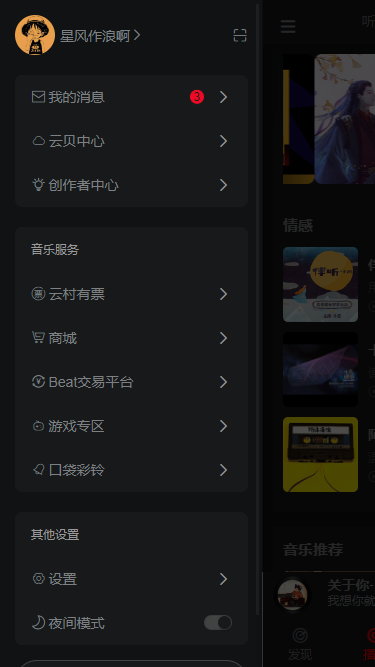 星风作浪啊
听
我的消息
3
云贝中心
创作者中心
情感
音乐服务
云村有票
商城
Beat交易平台
游戏专区
口袋彩铃
其他设置
音乐推荐
设置
关于你-
我想你就
夜间模式
发现